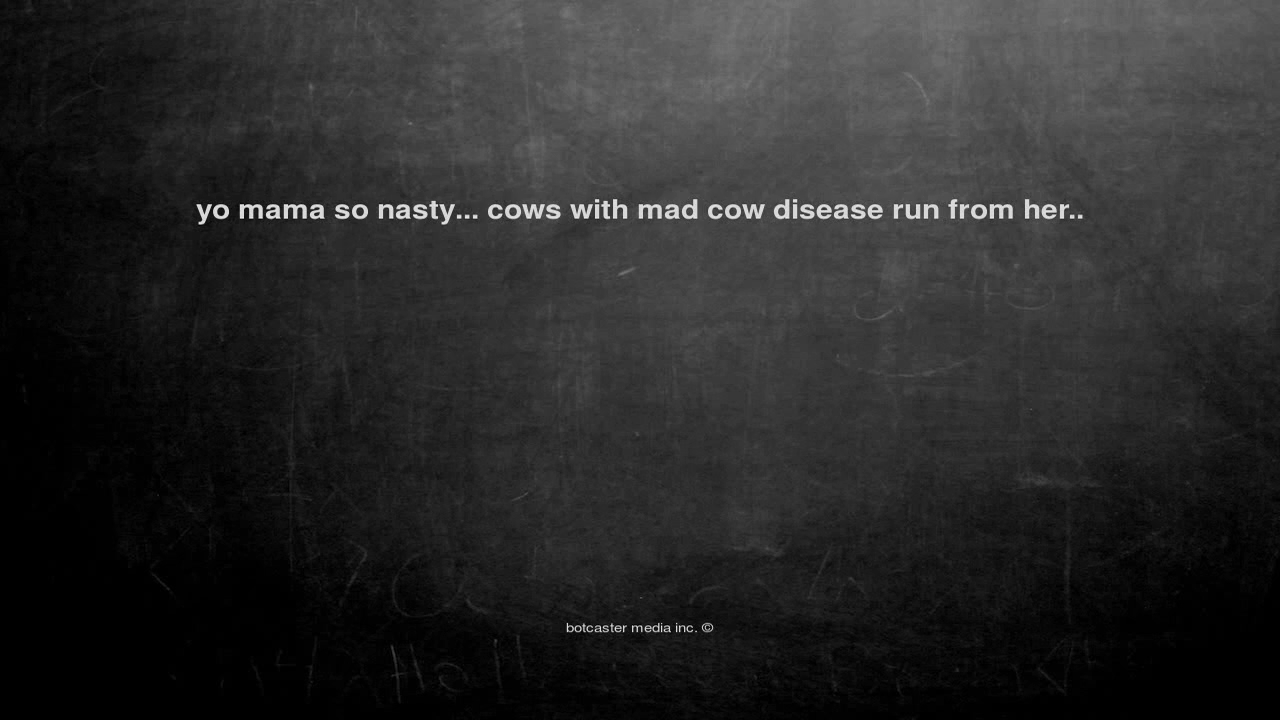 yo mama so nasty... cows with mad cow disease run from her..
botcaster media inc. ©